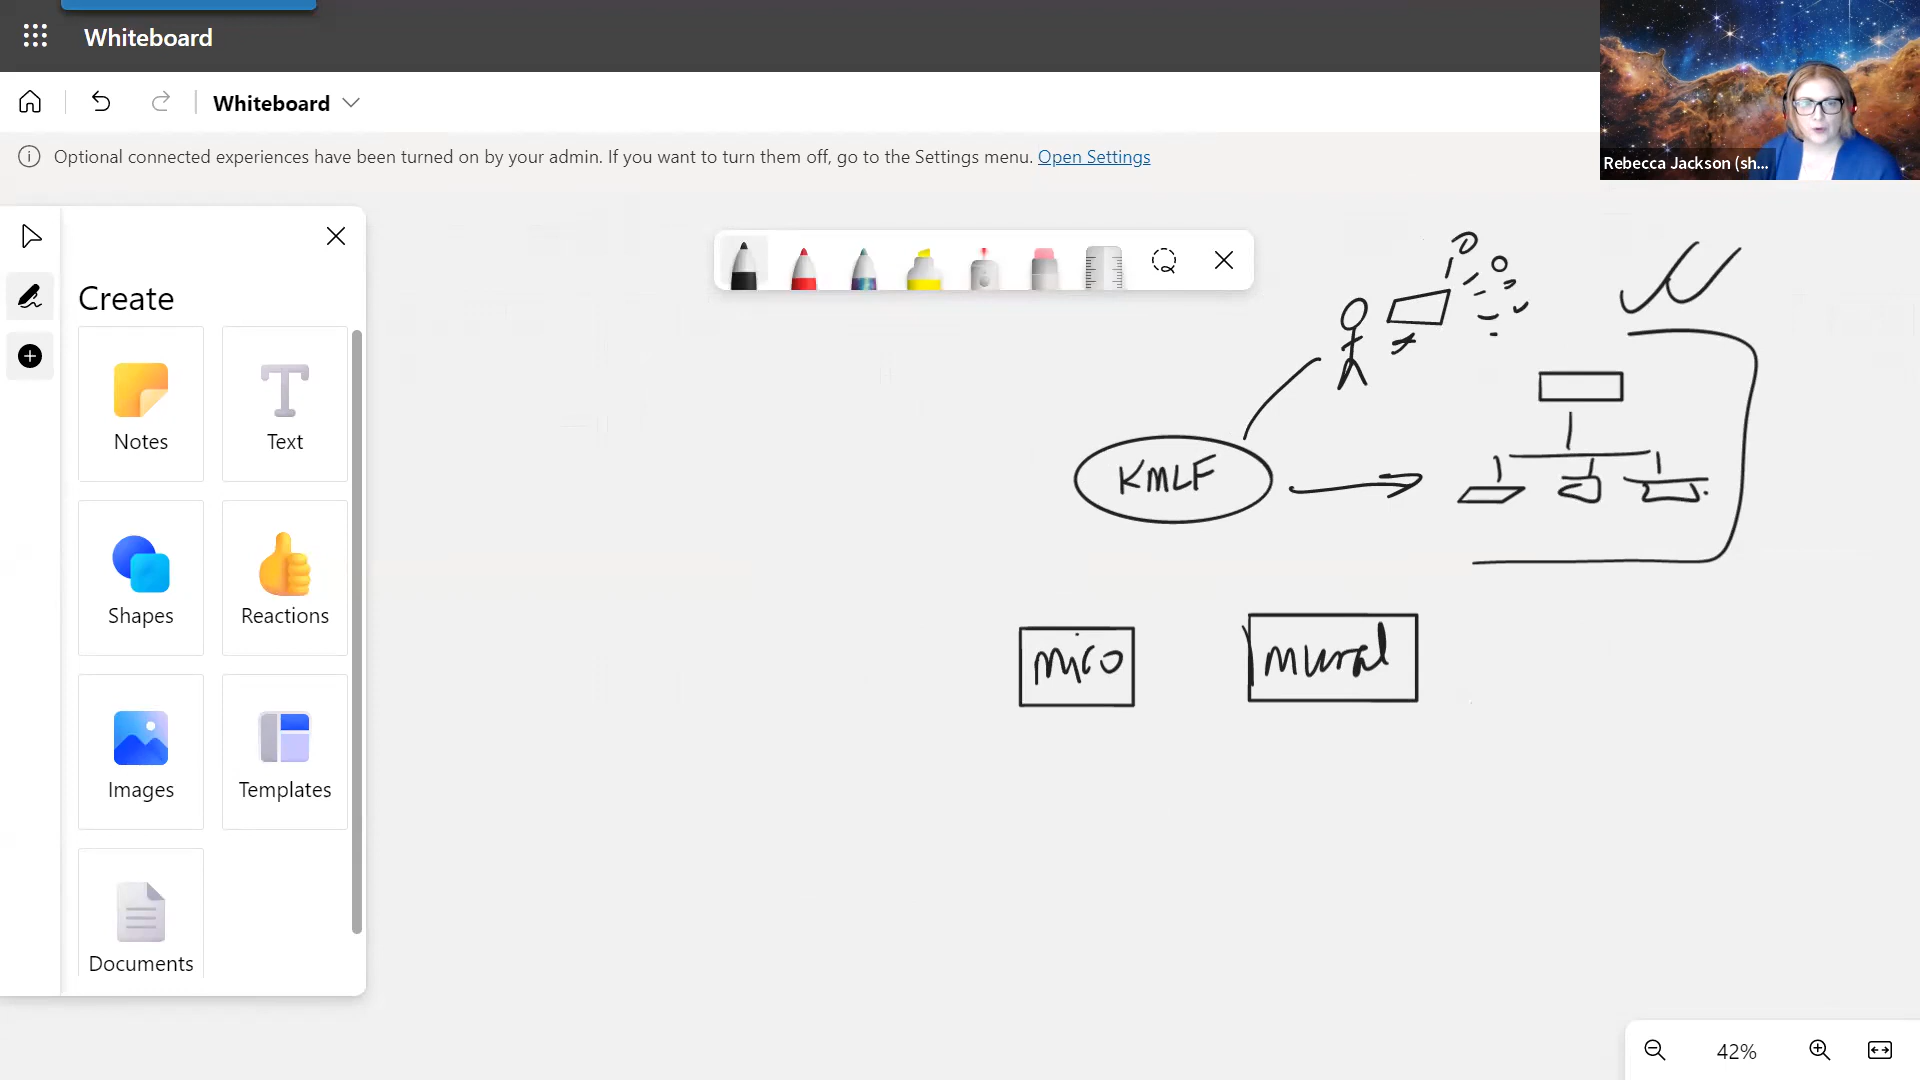 Whiteboard
Whiteboard
Optional connected experiences have been turned on by your admin. If you want to turn them off, go to the Settings menu. Open Settings
Rebecca Jackson (sh...
Create
Notes
Text
Shapes
Reactions
Images
Templates
Documents
KMLF
miro
mural
42%